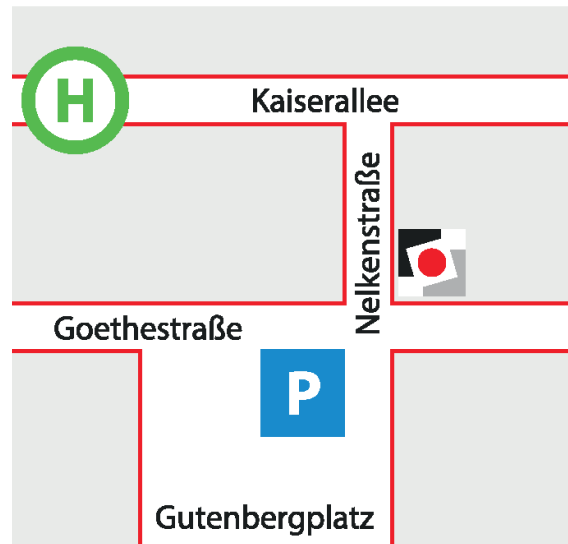 H
Kaiserallee
Nelkenstraße
Goethestraße
P
Gutenbergplatz